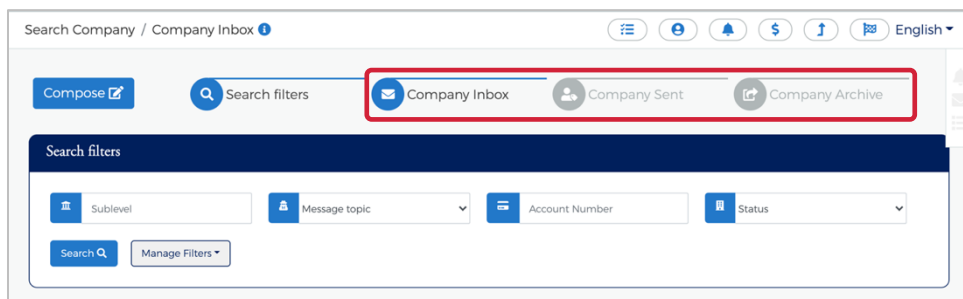 Search Company / Company Inbox
English
Compose
Search filters
Company Inbox
Company Sent
Company Archive
Search filters
Sublevel
Message topic
Account Number
Status
Search
Manage Filters